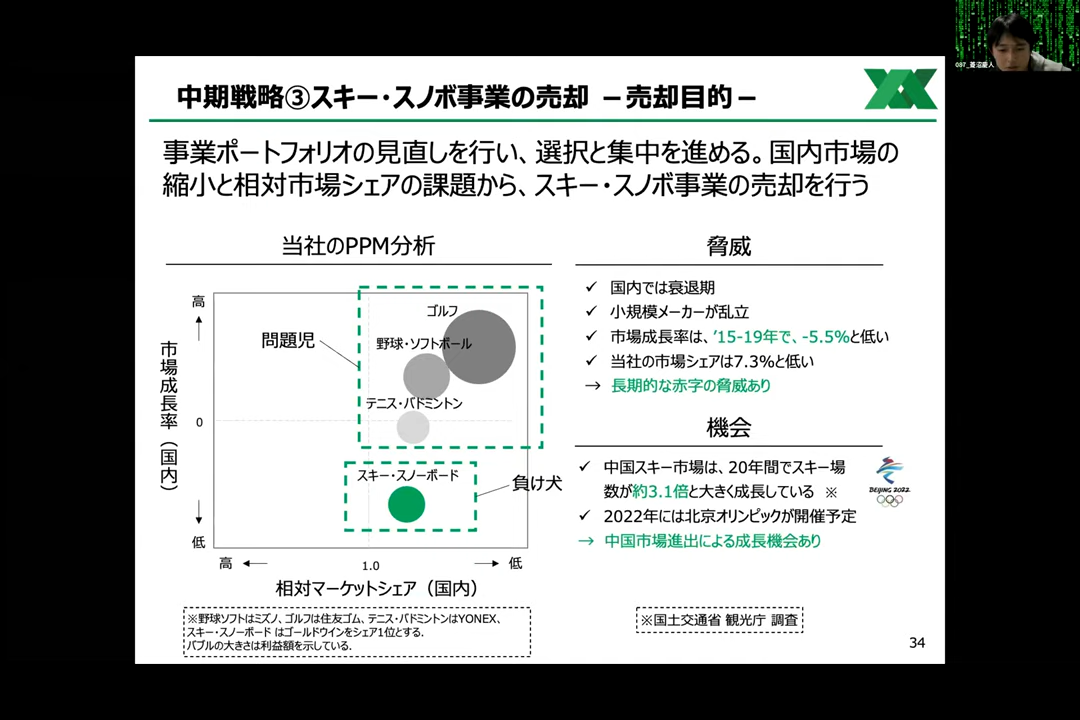 中期戦略③スキー・スノボ事業の売却 －売却目的－
事業ポートフォリオの見直しを行い、選択と集中を進める。国内市場の
縮小と相対市場シェアの課題から、スキー・スノボ事業の売却を行う
当社のPPM分析
高
市場成長率（国内）
0
低
問題児
ゴルフ
野球・ソフトボール
テニス・バドミントン
スキー・スノーボード
負け犬
高
1.0
低
相対マーケットシェア（国内）
※野球ソフトはミズノ、ゴルフは住友ゴム、テニス・バドミントンはYONEX、
スキー・スノーボード はゴールドウインをシェア1位とする.
バブルの大きさは利益額を示している.
脅威
✓ 国内では衰退期
✓ 小規模メーカーが乱立
✓ 市場成長率は、'15-19年で、-5.5%と低い
✓ 当社の市場シェアは7.3%と低い
→ 長期的な赤字の脅威あり
機会
✓ 中国スキー市場は、20年間でスキー場
数が約3.1倍と大きく成長している ※
✓ 2022年には北京オリンピックが開催予定
→ 中国市場進出による成長機会あり
BEIJING 2022
※国土交通省 観光庁 調査
34